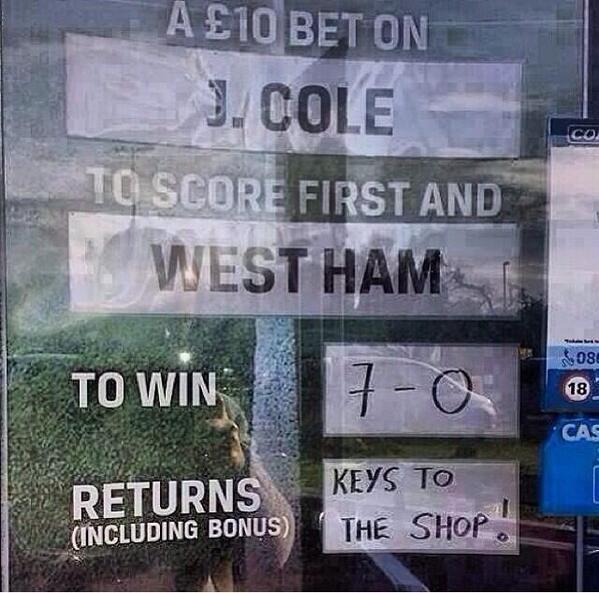 A £10 BET ON
J. COLE
TO SCORE FIRST AND
WEST HAM
TO WIN
7-0
RETURNS
(INCLUDING BONUS)
KEYS TO
THE SHOP!
18